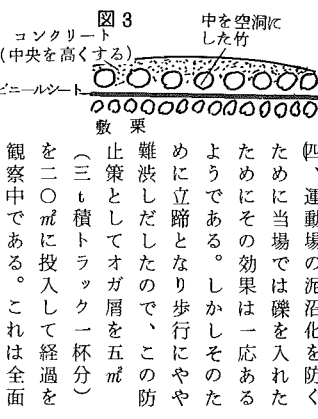 図3
コンクリート
(中央を高くする)
中を空洞に
した竹
ビニールシート
敷 栗
四、運動場の泥沼化を防ぐ
ために当場では礫を入れた
ためにその効果は一応ある
ようである。しかしそのた
めに立蹄となり歩行にやや
難渋しだしたので、この防
止策としてオガ屑を五㎥
(三t積トラック一杯分)
を二〇㎡に投入して経過を
観察中である。これは全面